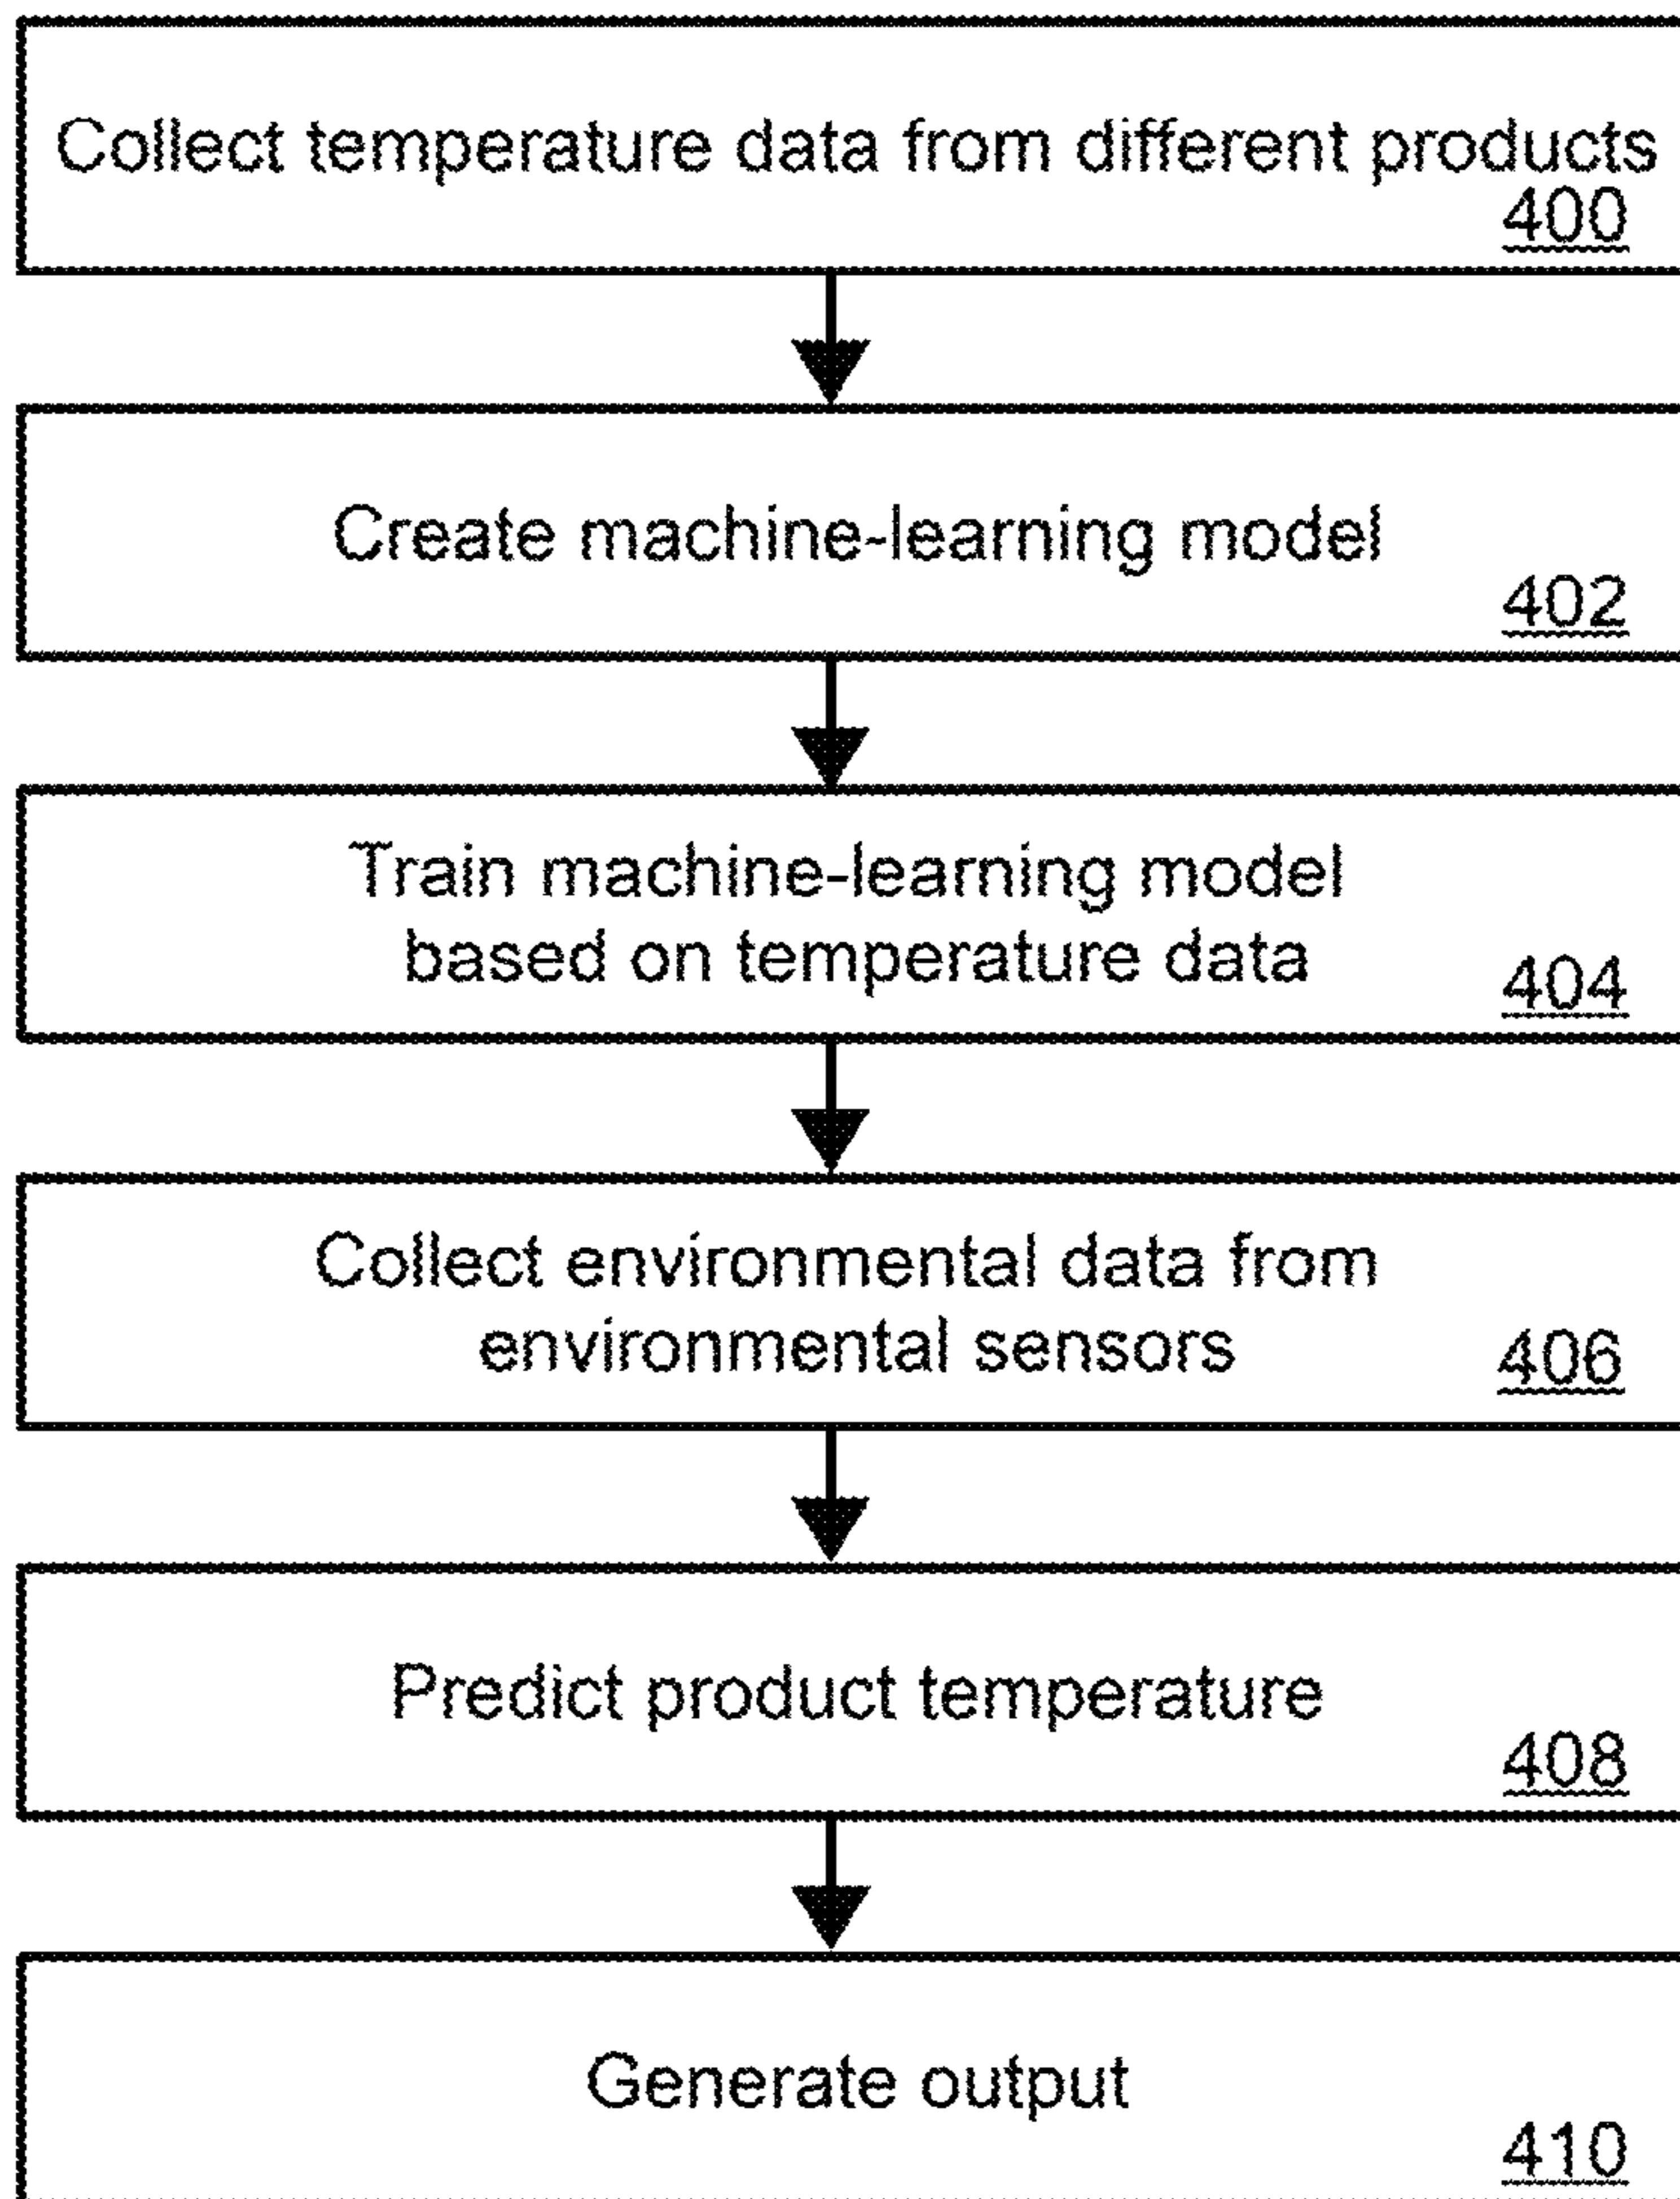 Collect temperature data from different products
400
Create machine-learning model
402
Train machine-learning model
based on temperature data
404
Collect environmental data from
environmental sensors
406
Predict product temperature
408
Generate output
410